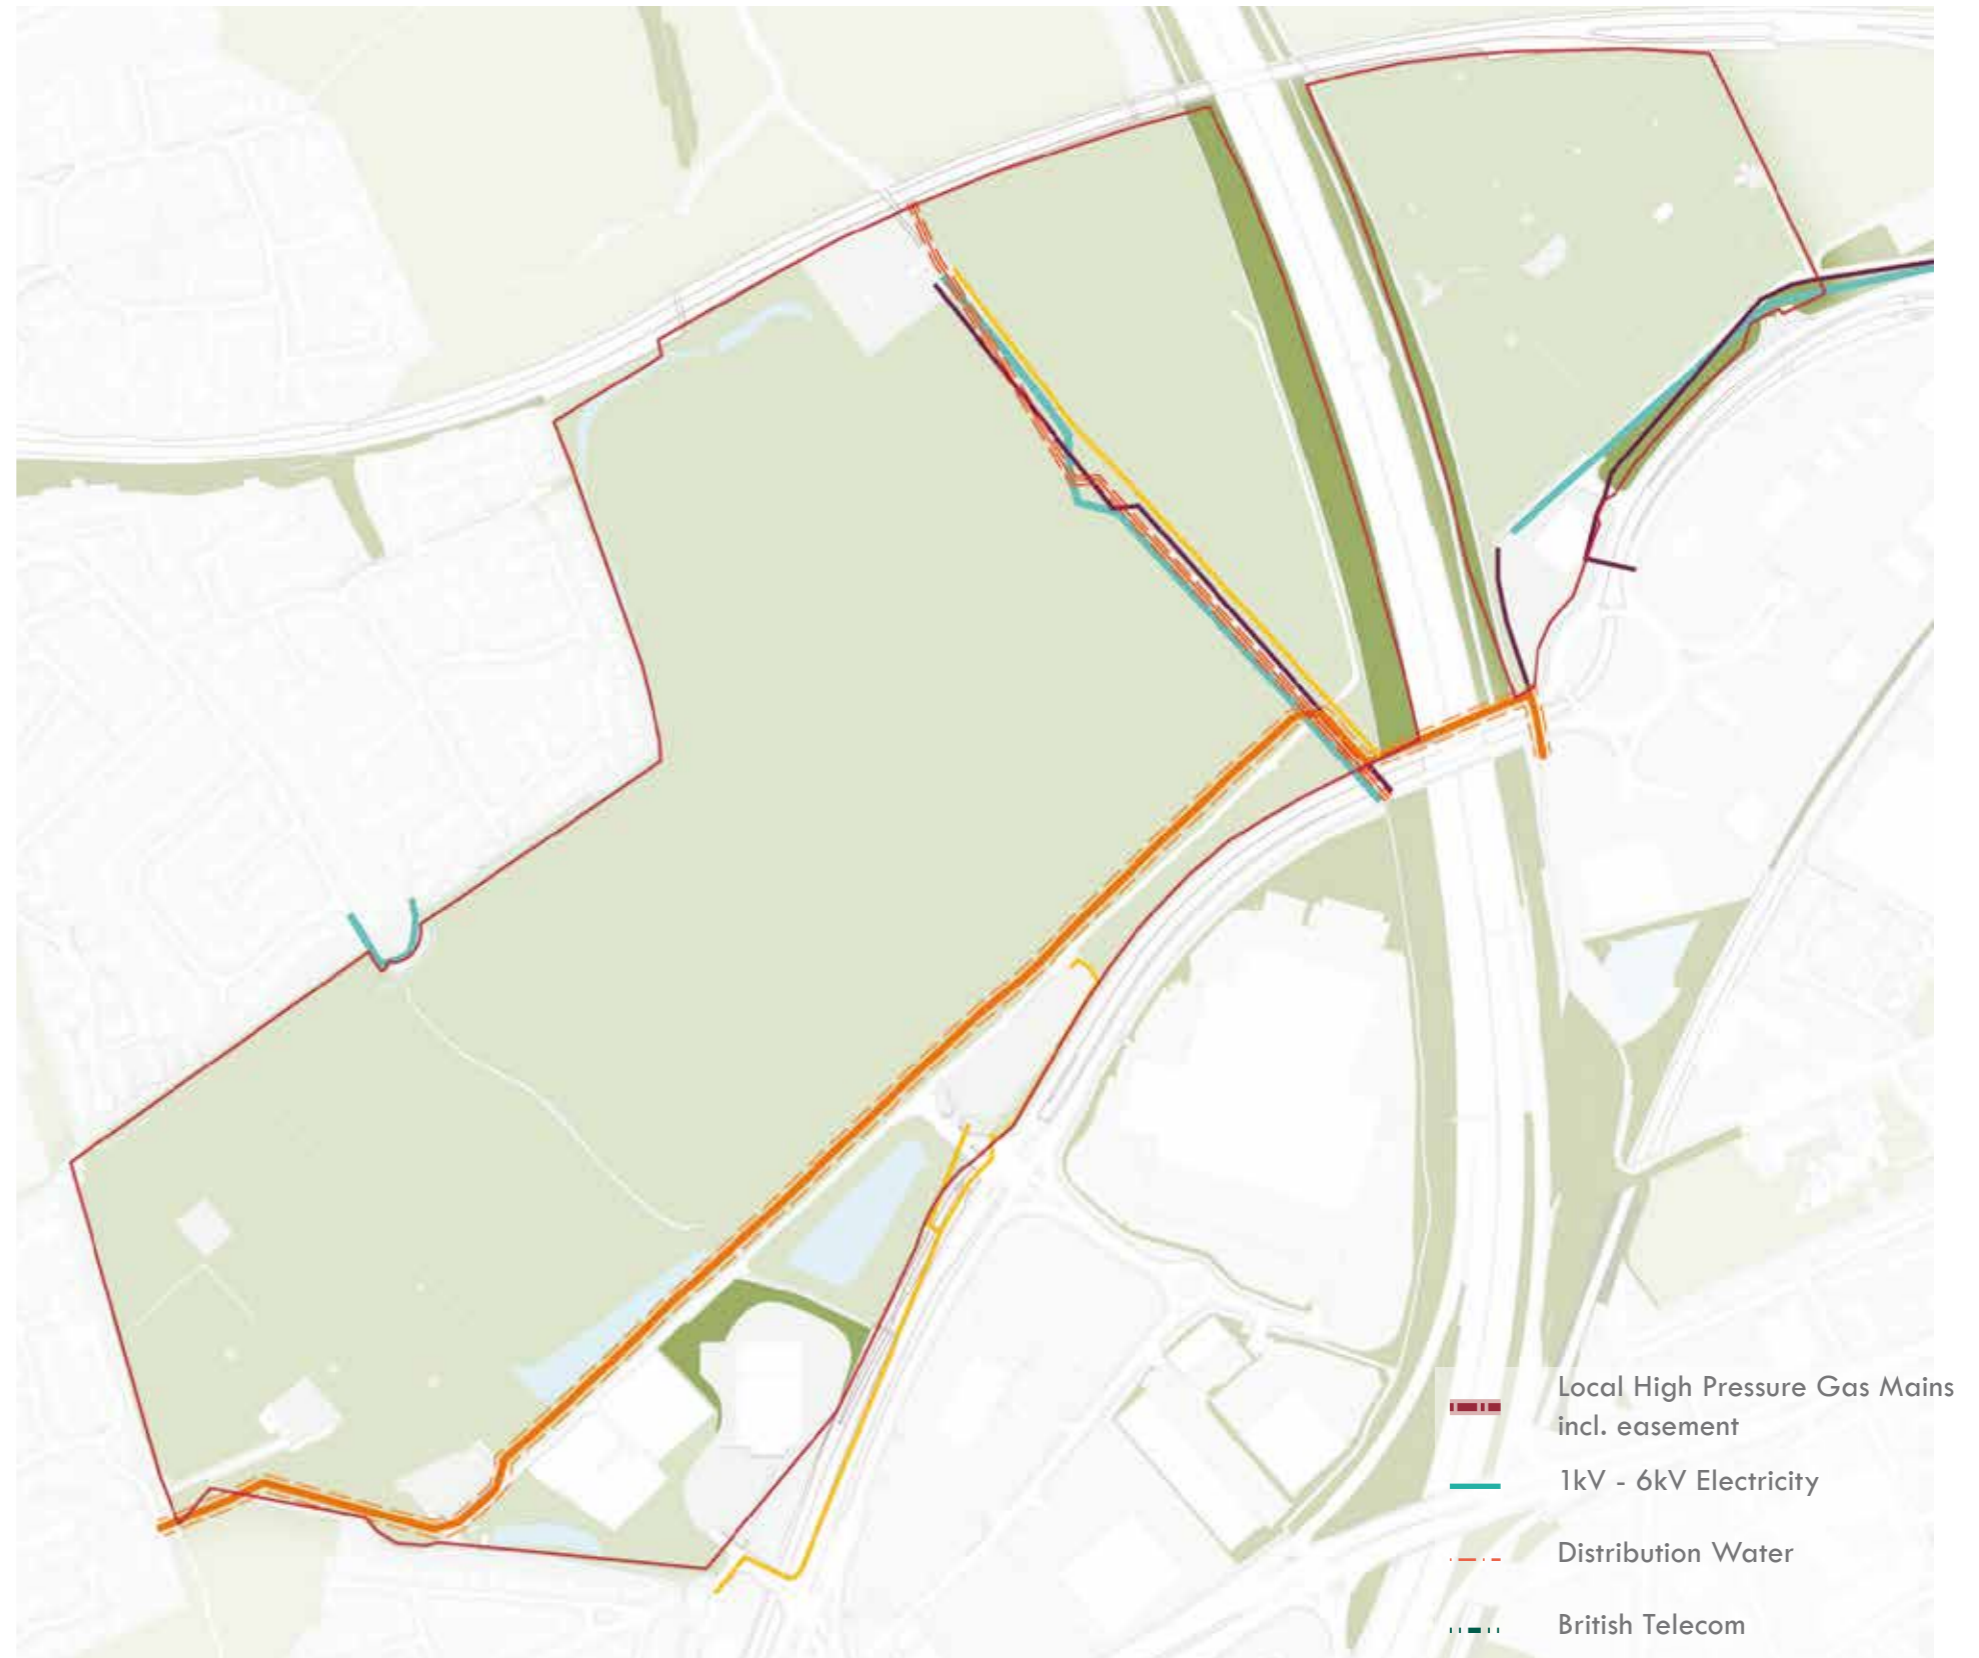 Local High Pressure Gas Mains
incl. easement
1kV - 6kV Electricity
Distribution Water
British Telecom